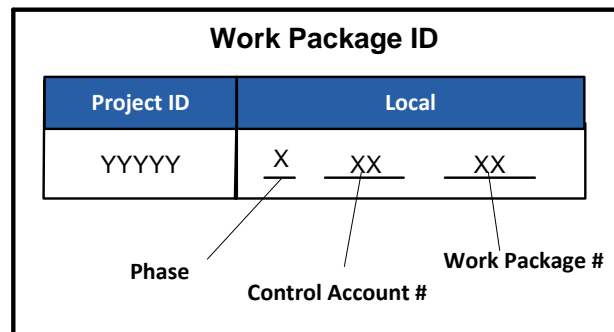 Work Package ID
Project ID Local
YYYYY X XX XX
Work Package #
Phase
Control Account #